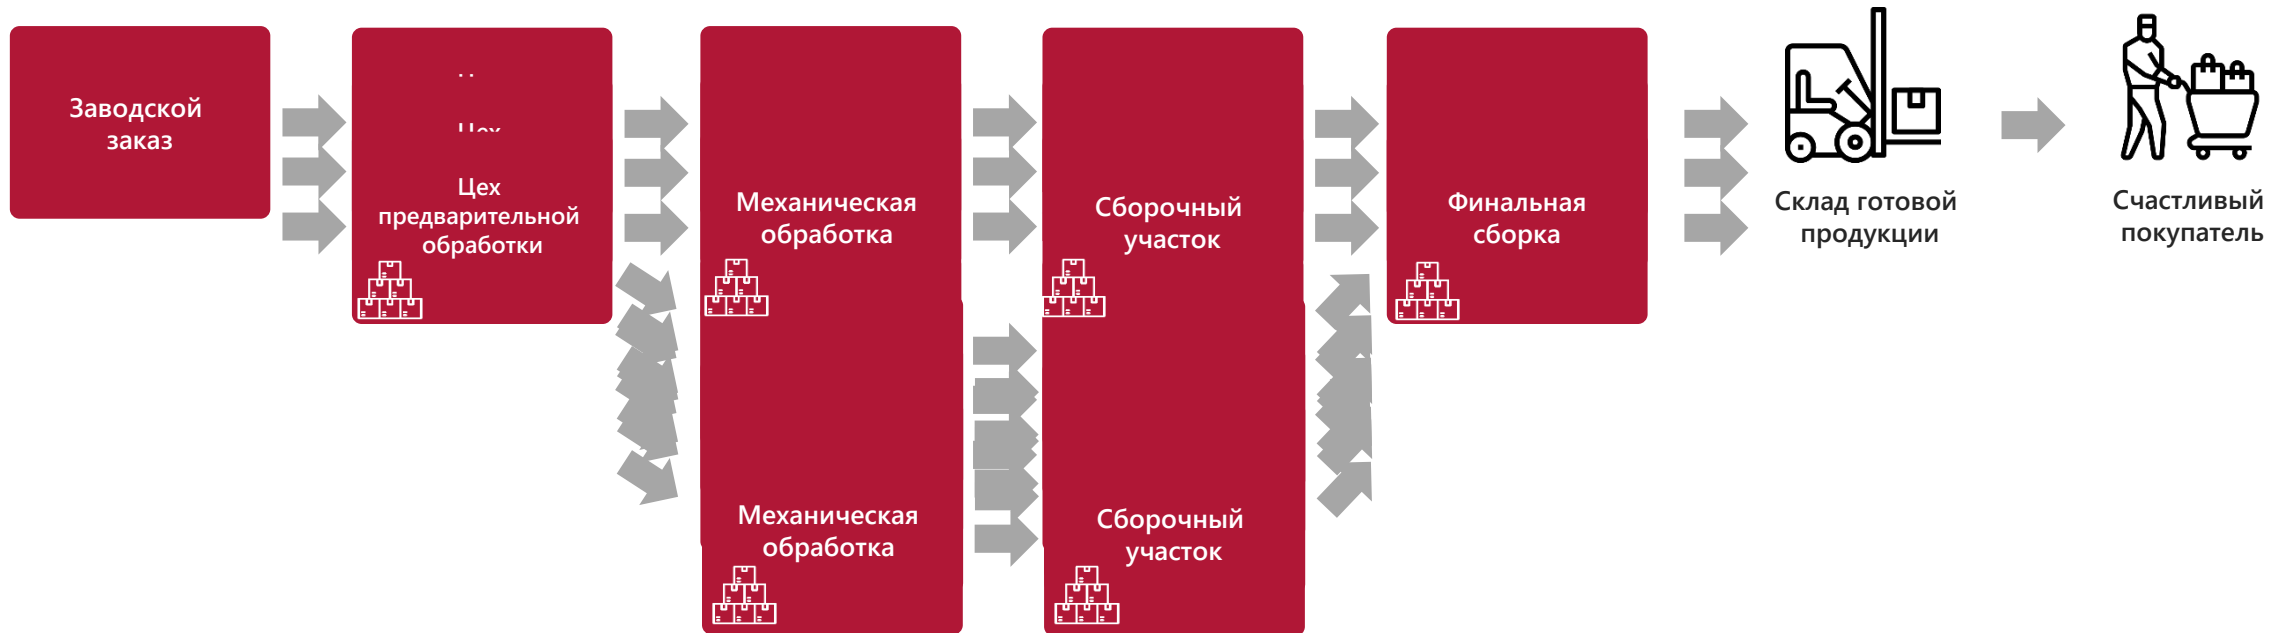 Заводской
заказ
Цех
Цех
предварительной
обработки
Механическая
обработка
Сборочный
участок
Финальная
сборка
Склад готовой
продукции
Счастливый
покупатель
Механическая
обработка
Сборочный
участок